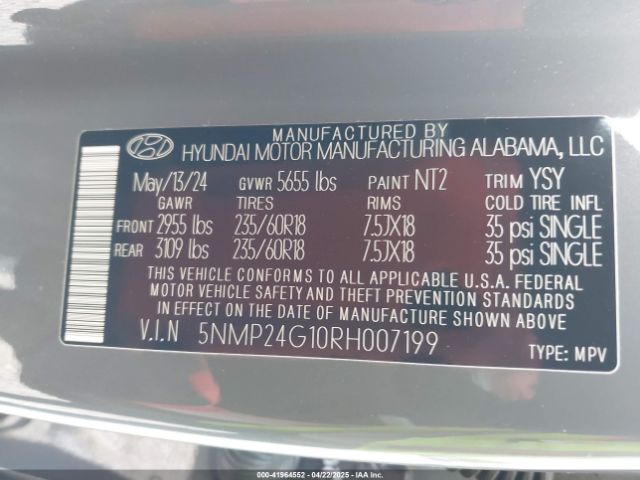 MANUFACTURED BY
HYUNDAI MOTOR MANUFACTURING ALABAMA, LLC
May/13/24 GVWR 5655 lbs PAINT NT2 TRIM YSY
GAWR TIRES RIMS COLD TIRE INFL
FRONT 2955 lbs 235/60R18 7.5JX18 35 psi SINGLE
REAR 3109 lbs 235/60R18 7.5JX18 35 psi SINGLE
THIS VEHICLE CONFORMS TO ALL APPLICABLE U.S.A. FEDERAL
MOTOR VEHICLE SAFETY AND THEFT PREVENTION STANDARDS
IN EFFECT ON THE DATE OF MANUFACTURE SHOWN ABOVE.
V.I.N 5NMP24G10RH007199
TYPE: MPV
000-41964552 | 04/22/2025 - IAAI.COM